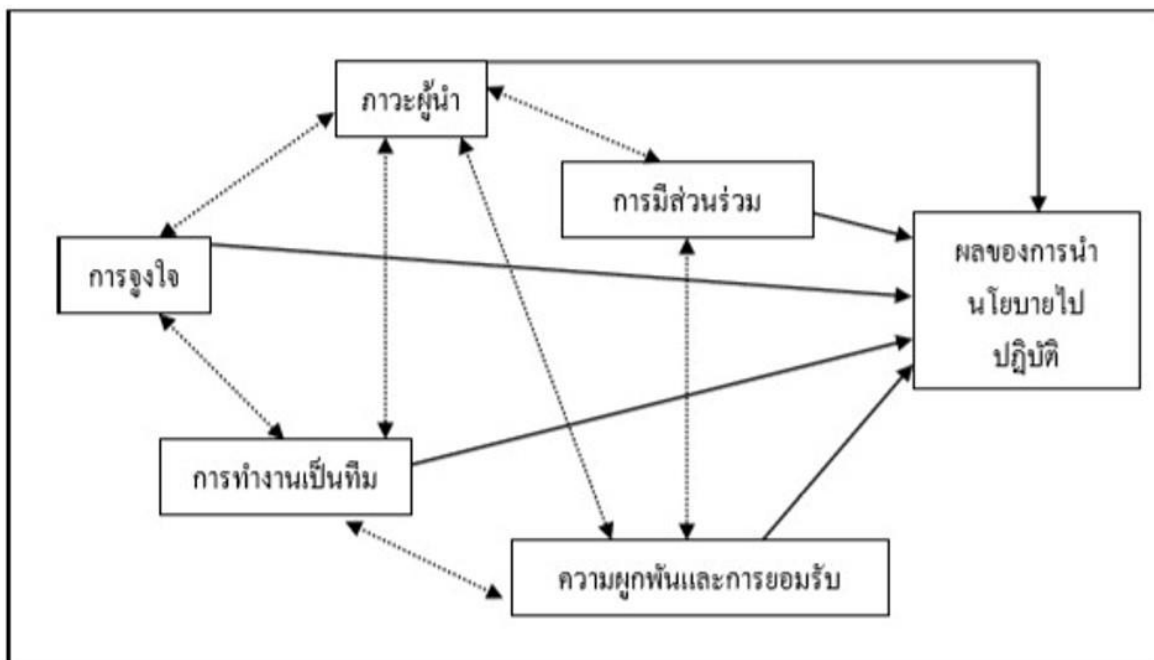 ภาวะผู้นำ
การมีส่วนร่วม
การจูงใจ
ผลของการนำ
นโยบายไป
ปฏิบัติ
การทำงานเป็นทีม
ความผูกพันและการยอมรับ